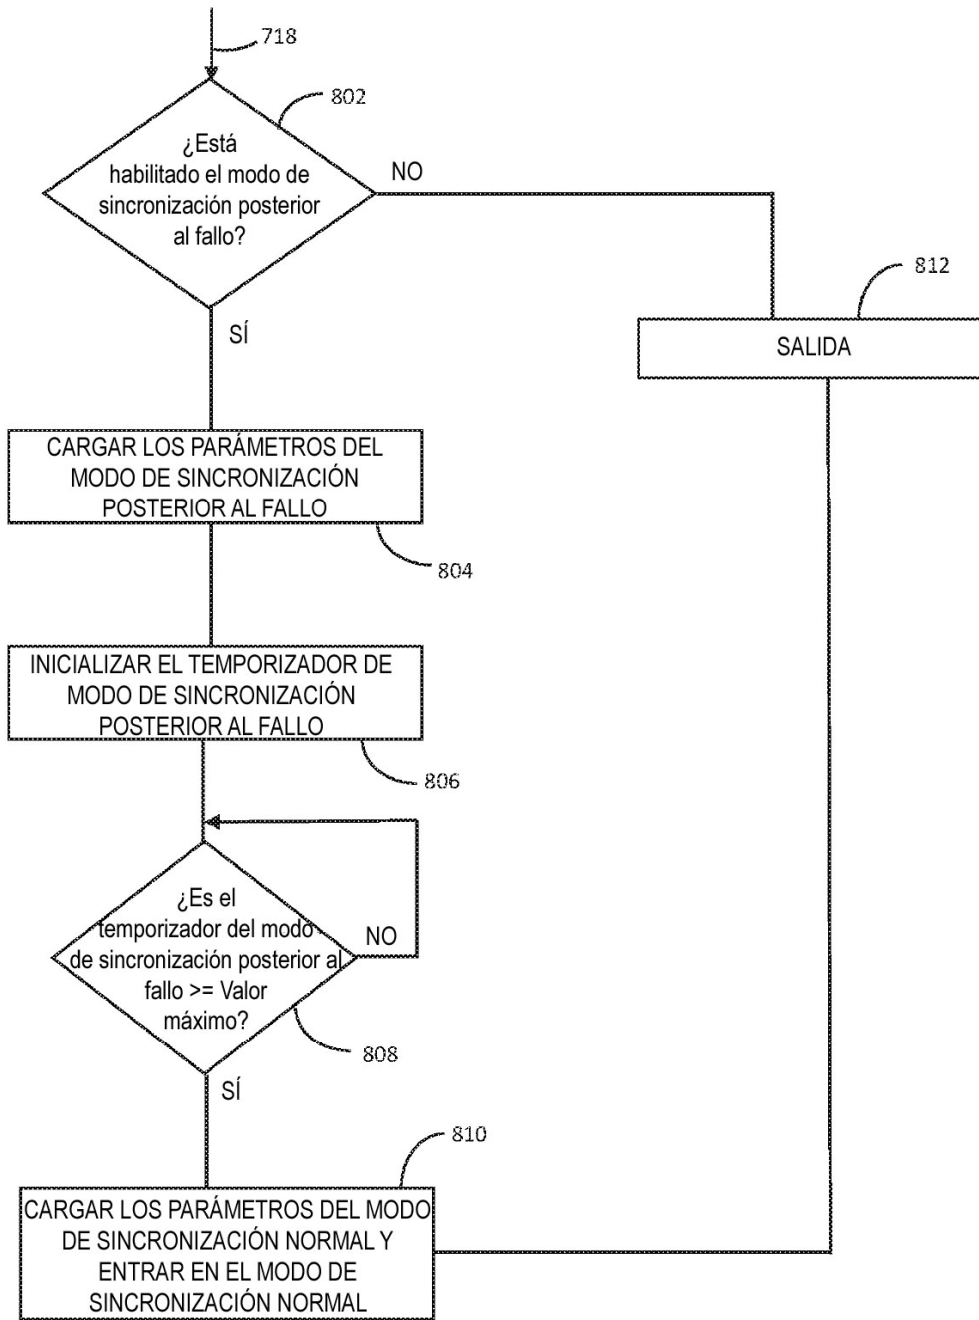 718
802
¿Está
habilitado el modo de
sincronización posterior
al fallo?
NO
812
SALIDA
SÍ
CARGAR LOS PARÁMETROS DEL
MODO DE SINCRONIZACIÓN
POSTERIOR AL FALLO
804
INICIALIZAR EL TEMPORIZADOR DE
MODO DE SINCRONIZACIÓN
POSTERIOR AL FALLO
806
¿Es el
temporizador del modo
de sincronización posterior al
fallo >= Valor
máximo?
NO
808
SÍ
810
CARGAR LOS PARÁMETROS DEL MODO
DE SINCRONIZACIÓN NORMAL Y
ENTRAR EN EL MODO DE
SINCRONIZACIÓN NORMAL